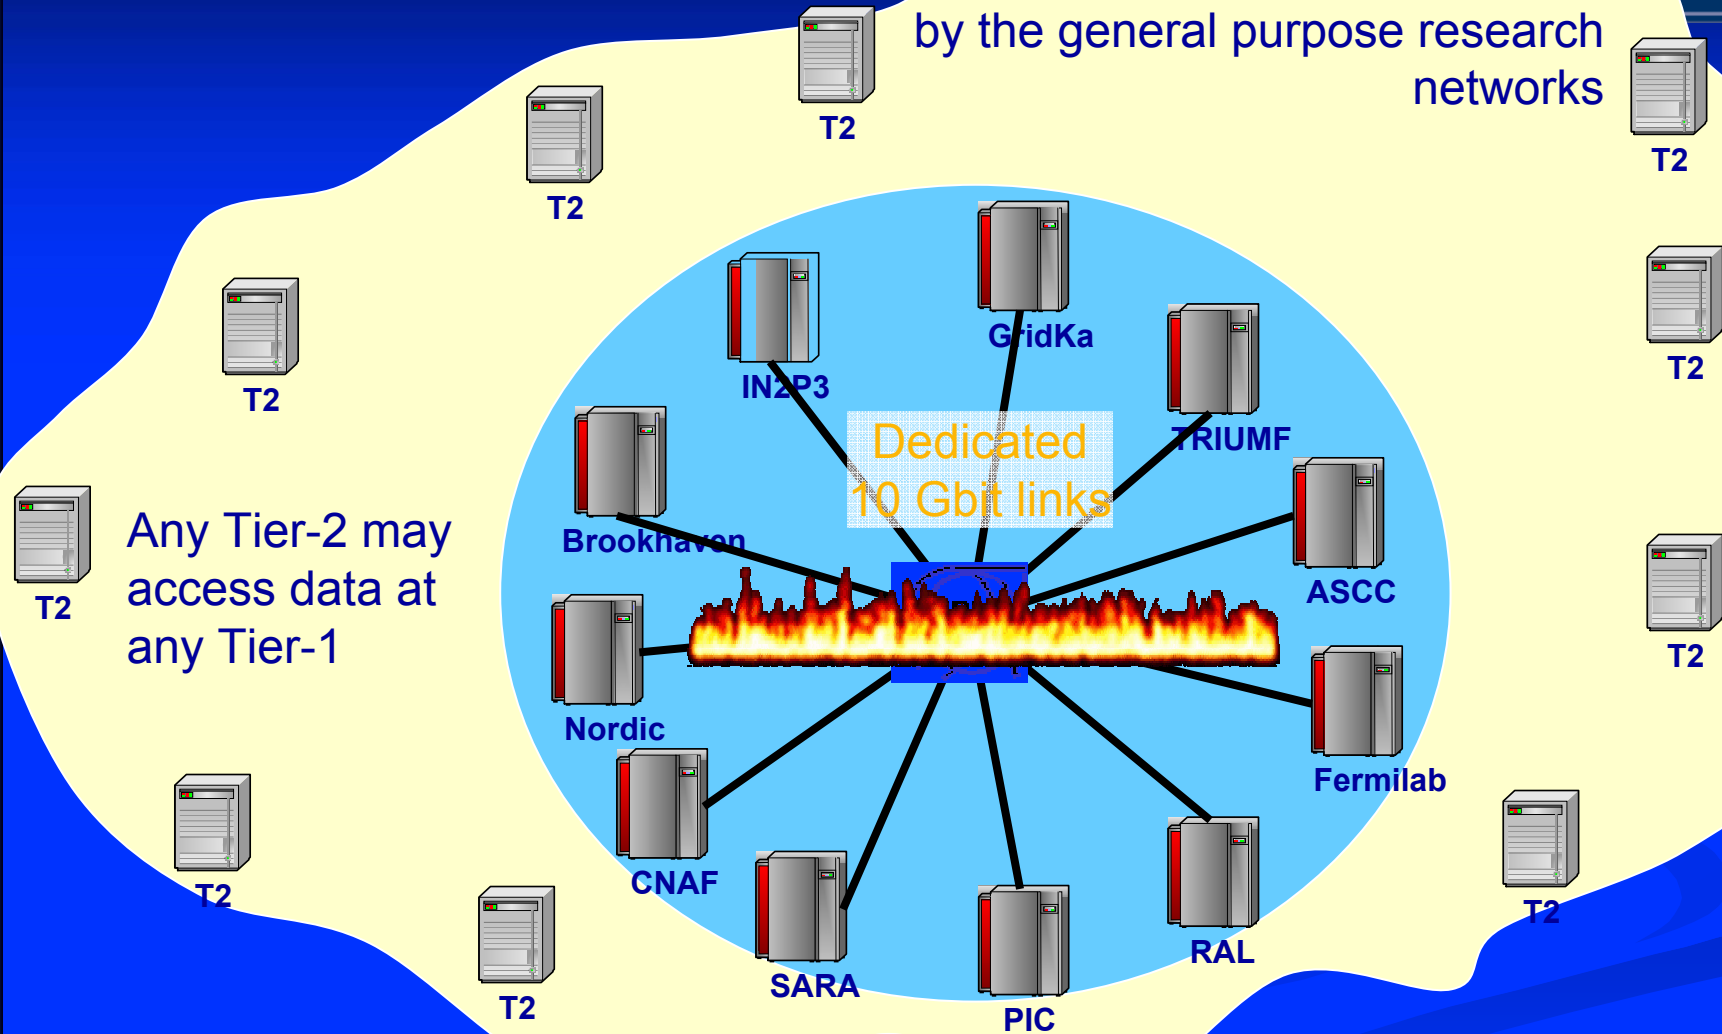 by the general purpose research
networks
T2
T2
T2
GridKa
IN2P3
T2
T2
TRIUMF
Dedicated
10 Gbit links
Brookhaven
Any Tier-2 may
access data at
any Tier-1
ASCC
T2
T2
Nordic
Fermilab
CNAF
T2
T2
RAL
SARA
T2
PIC